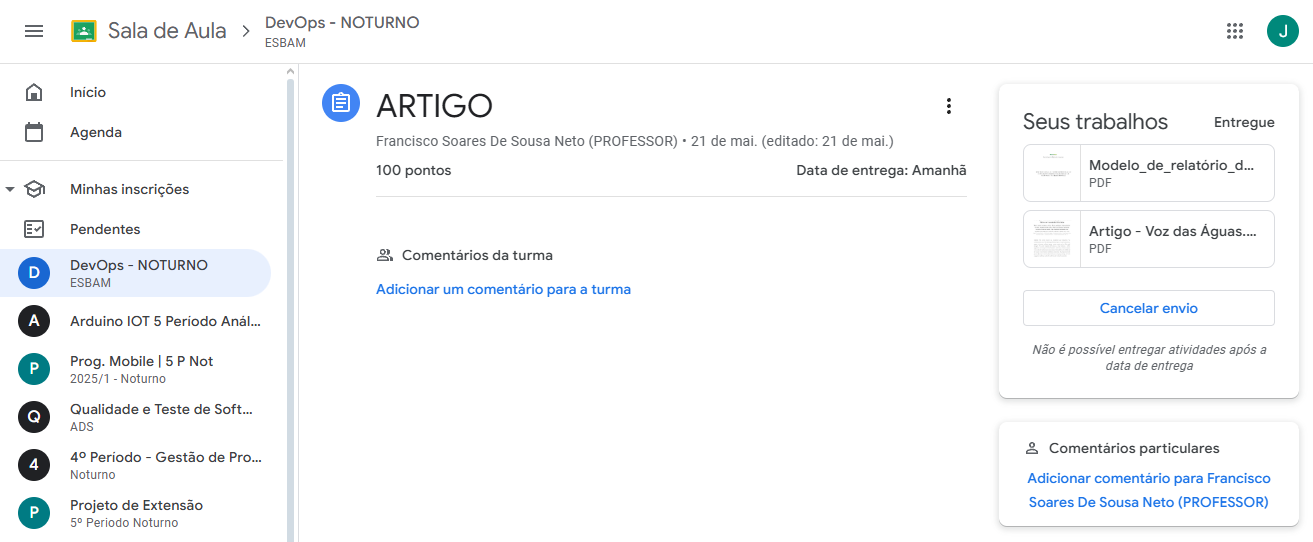 Sala de Aula
DevOps - NOTURNO
ESBAM
J
Início
Agenda
Minhas inscrições
Pendentes
D
DevOps - NOTURNO
ESBAM
A
Arduino IOT 5 Período Anál...
P
Prog. Mobile | 5 P Not
2025/1 - Noturno
Q
Qualidade e Teste de Soft...
ADS
4
4º Período - Gestão de Pro...
Noturno
P
Projeto de Extensão
5º Periodo Noturno
ARTIGO
Francisco Soares De Sousa Neto (PROFESSOR) • 21 de mai. (editado: 21 de mai.)
100 pontos
Data de entrega: Amanhã
Comentários da turma
Adicionar um comentário para a turma
Seus trabalhos
Entregue
Modelo_de_relatório_d...
PDF
Artigo - Voz das Águas....
PDF
Cancelar envio
Não é possível entregar atividades após a
data de entrega
Comentários particulares
Adicionar comentário para Francisco
Soares De Sousa Neto (PROFESSOR)